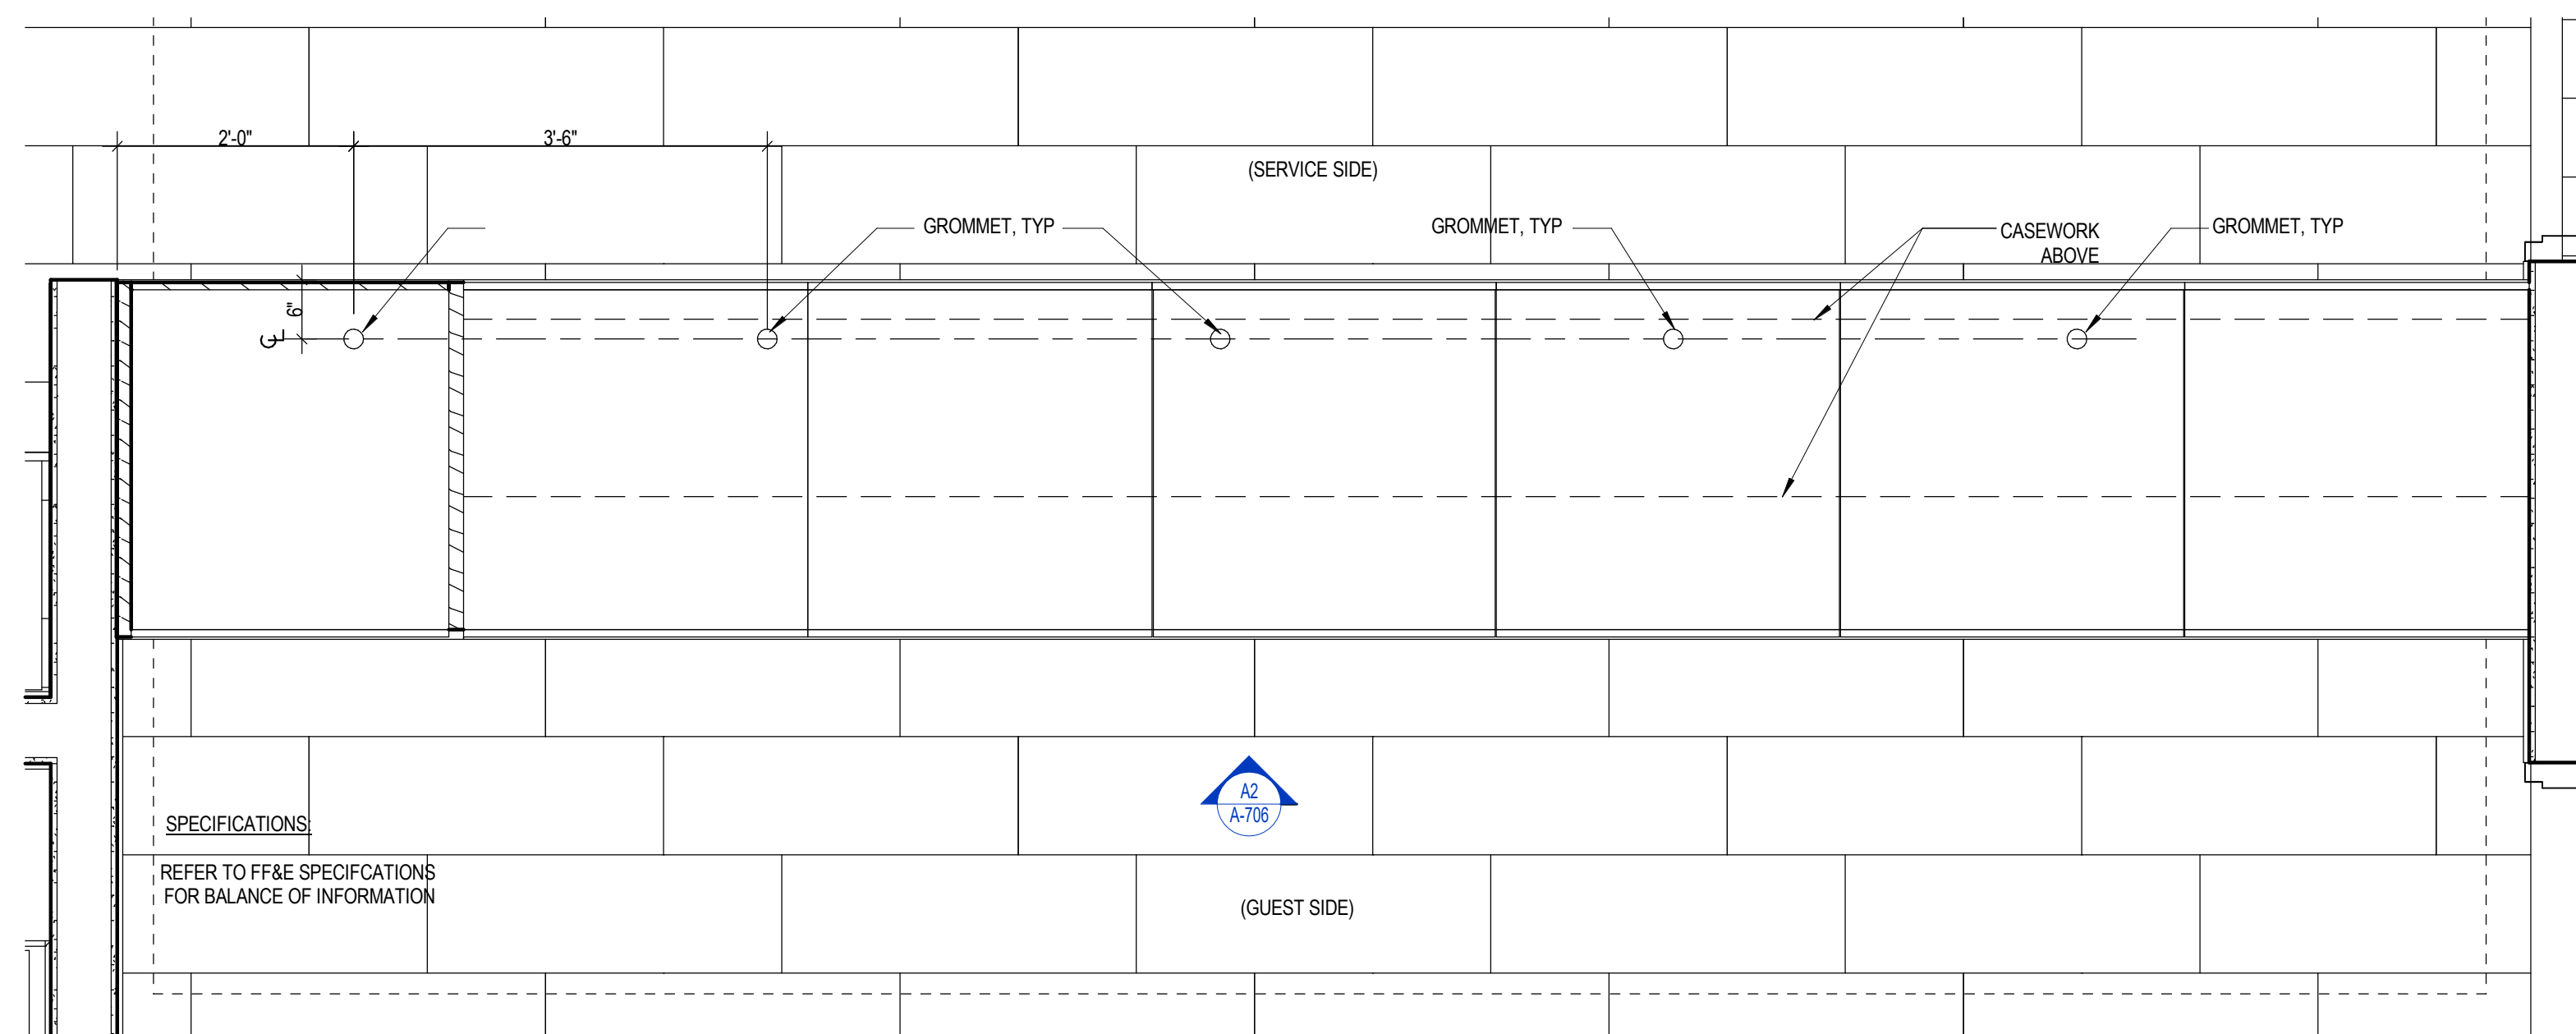 2'-0"
3'-6"
(SERVICE SIDE)
GROMMET, TYP
GROMMET, TYP
CASEWORK
ABOVE
GROMMET, TYP
6"
℄
A2
A-706
SPECIFICATIONS:
REFER TO FF&E SPECIFCATIONS
FOR BALANCE OF INFORMATION
(GUEST SIDE)